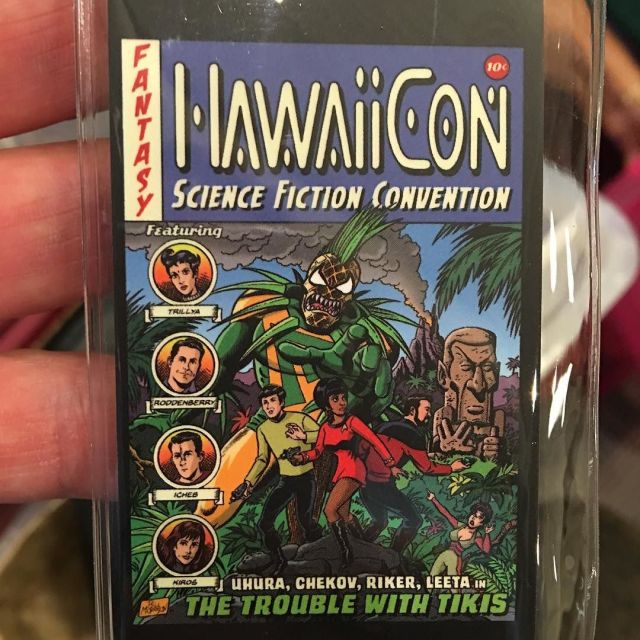 FANTASY
10¢
HAWAIICON
SCIENCE FICTION CONVENTION
Featuring
TRILLYA
RODDENBERRY
ICHEB
KIROS
UHURA, CHEKOV, RIKER, LEETA IN
THE TROUBLE WITH TIKIS